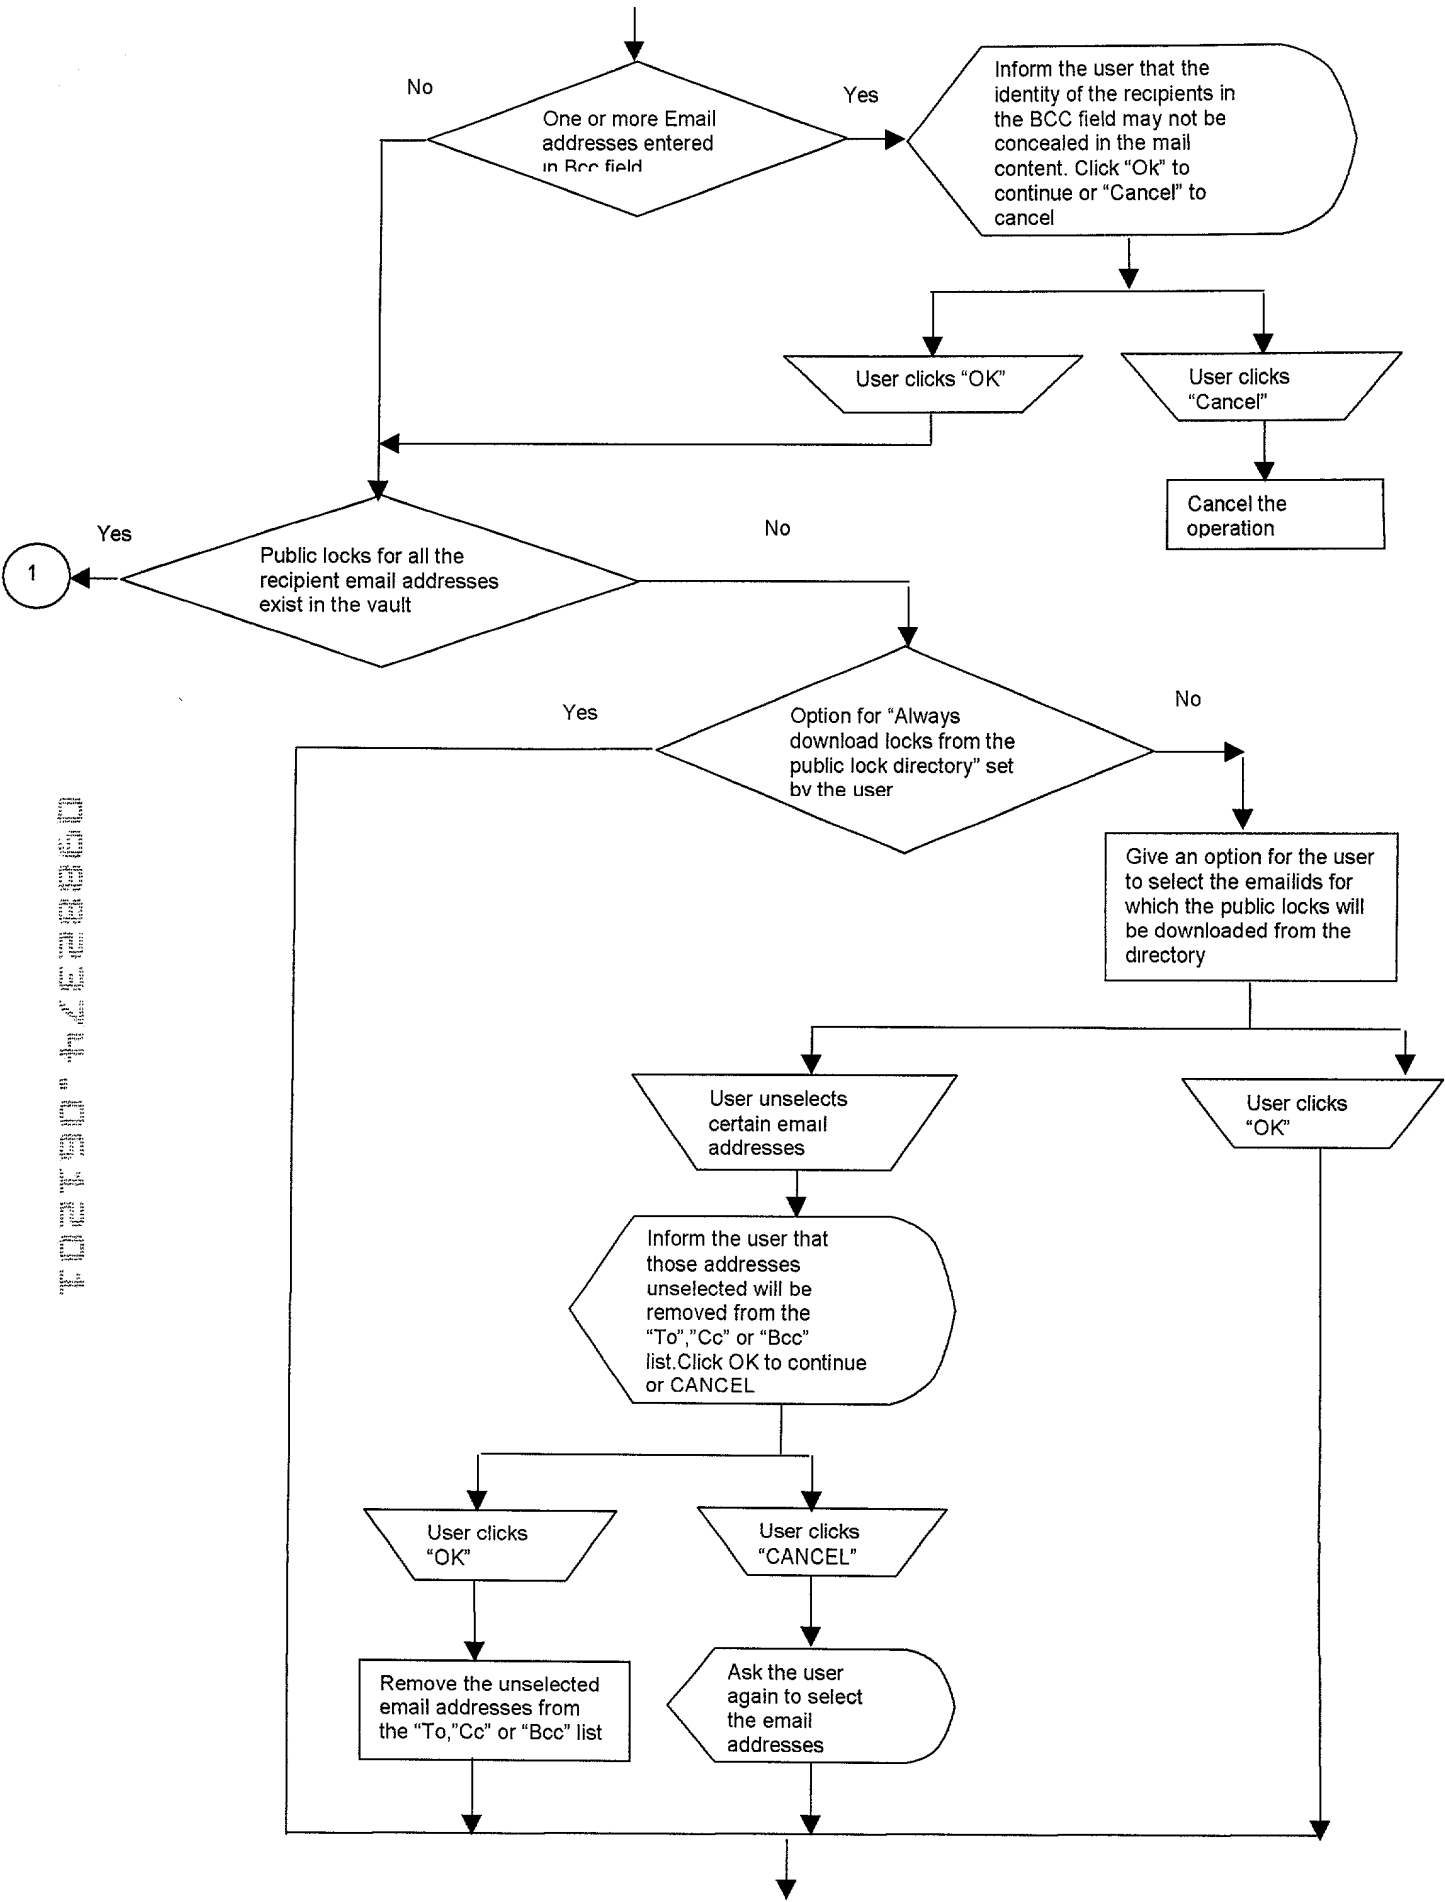 No
Yes
One or more Email
addresses entered
in Bcc field
Inform the user that the
identity of the recipients in
the BCC field may not be
concealed in the mail
content. Click “Ok” to
continue or “Cancel” to
cancel
User clicks “OK”
User clicks
“Cancel”
Cancel the
operation
Yes
No
1
Public locks for all the
recipient email addresses
exist in the vault
Yes
No
Option for “Always
download locks from the
public lock directory” set
by the user
Give an option for the user
to select the emailids for
which the public locks will
be downloaded from the
directory
User unselects
certain email
addresses
User clicks
“OK”
Inform the user that
those addresses
unselected will be
removed from the
“To”,”Cc” or “Bcc”
list.Click OK to continue
or CANCEL
User clicks
“OK”
User clicks
“CANCEL”
Remove the unselected
email addresses from
the “To,”Cc” or “Bcc” list
Ask the user
again to select
the email
addresses